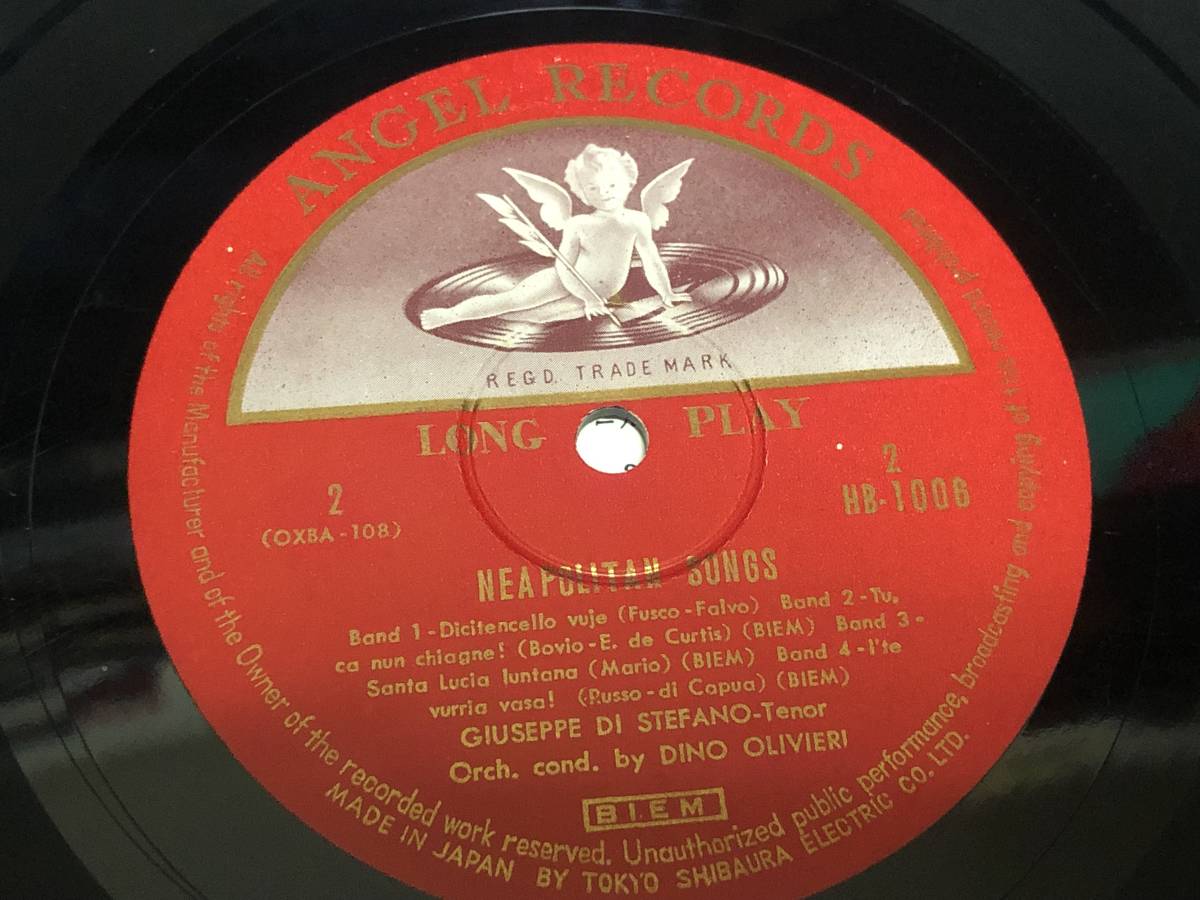 ANGEL RECORDS
REGD. TRADE MARK
LONG PLAY
2
(OXBA-108)
2
HB-1006
NEAPOLITAN SONGS
Band 1-Dicitencello vuje (Fusco-Falvo) Band 2-Tu,
ca nun chiagne! (Bovio-E. de Curtis) (BIEM) Band 3-
Santa Lucia luntana (Mario) (BIEM) Band 4-I'te
vurria vasa! (Russo-di Capua) (BIEM)
GIUSEPPE DI STEFANO-Tenor
Orch. cond. by DINO OLIVIERI
BIEM
All rights of the Manufacturer and of the Owner of the recorded work reserved. Unauthorized public performance, broadcasting and copying of this record prohibited
MADE IN JAPAN BY TOKYO SHIBAURA ELECTRIC CO. LTD.